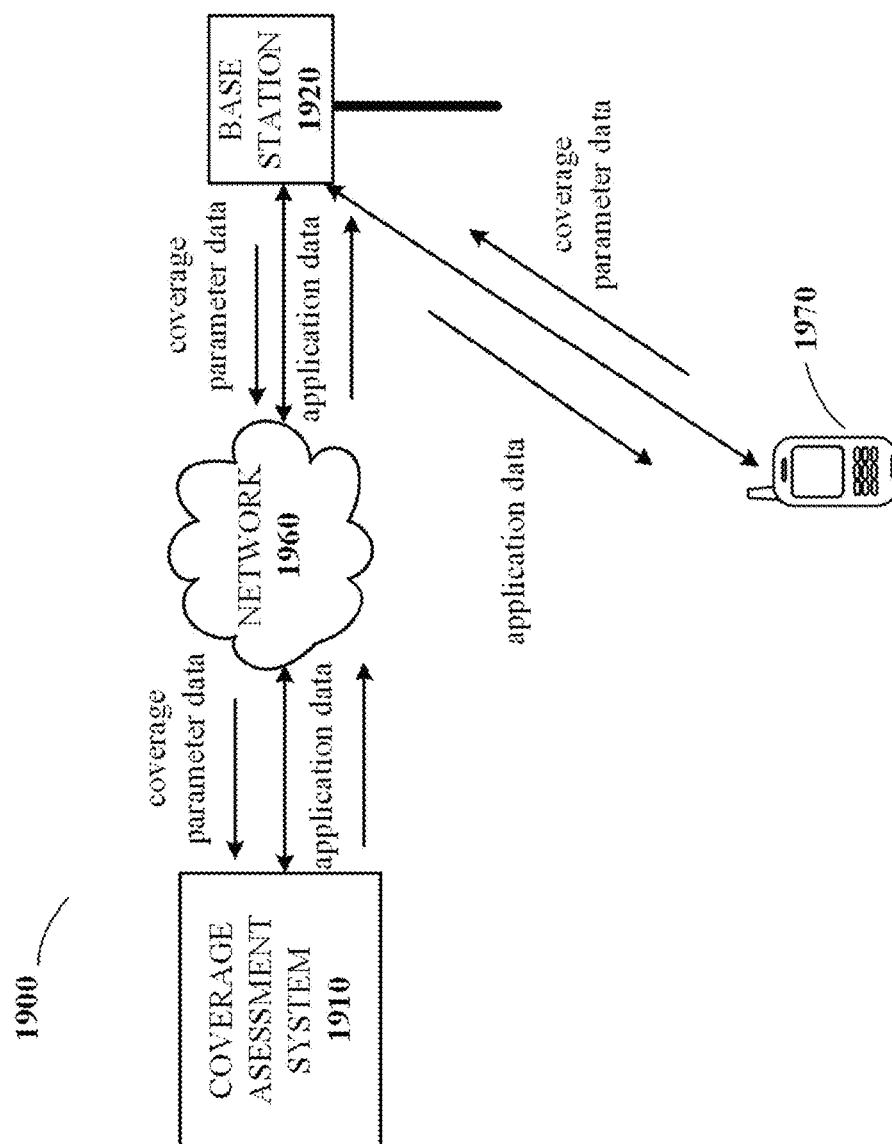 1900
COVERAGE
ASESSMENT
SYSTEM
1910
coverage
parameter data
application data
NETWORK
1960
coverage
parameter data
application data
BASE
STATION
1920
application data
coverage
parameter data
1970